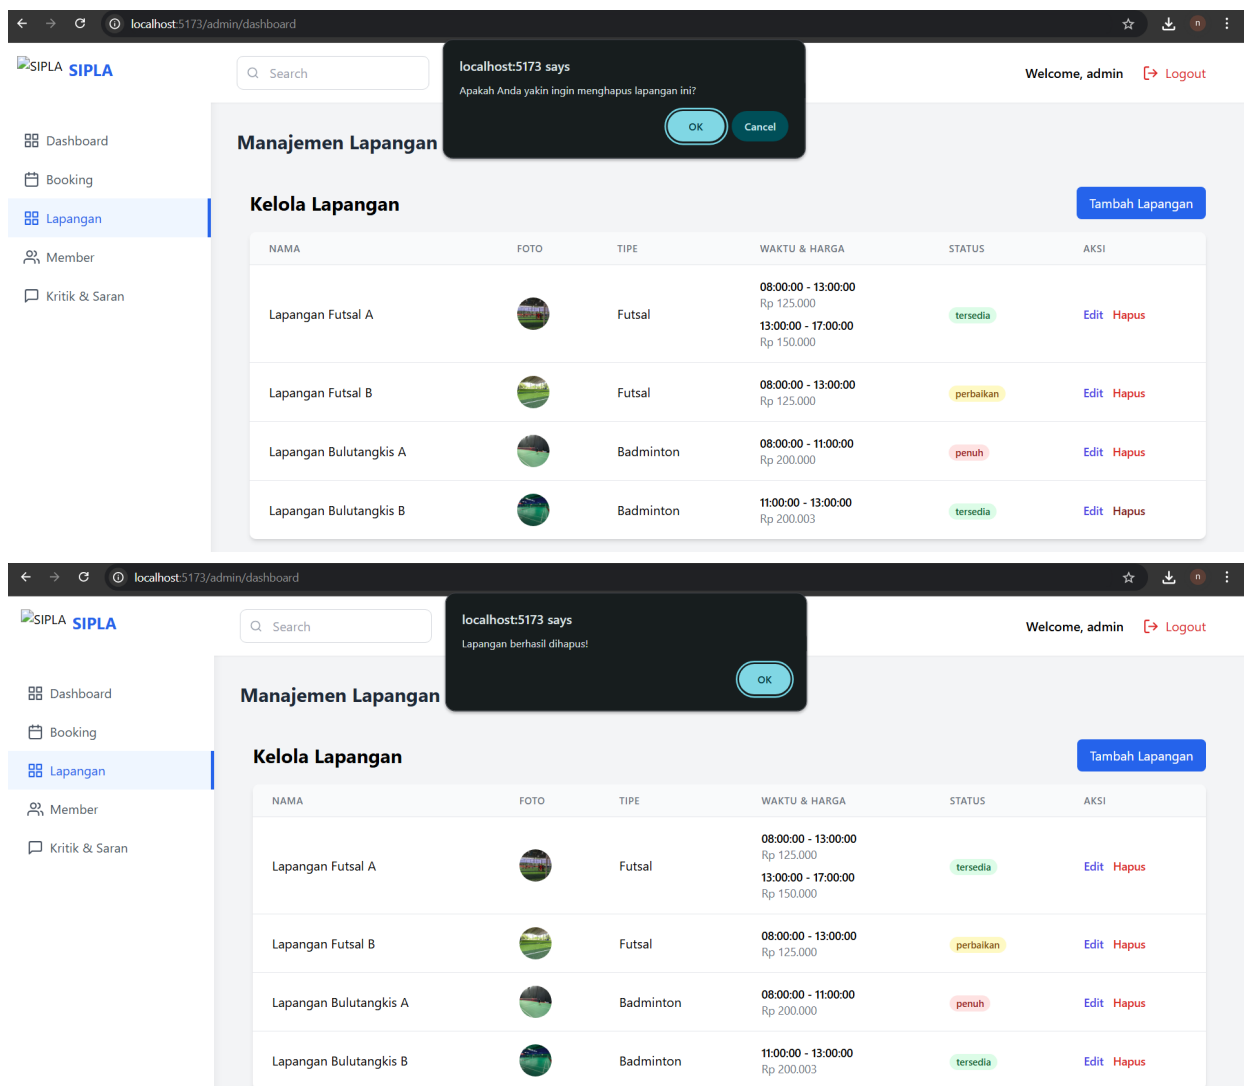 localhost:5173/admin/dashboard
n
SIPLA SIPLA
Search
localhost:5173 says
Apakah Anda yakin ingin menghapus lapangan ini?
OK Cancel
Welcome, admin Logout
Dashboard
Booking
Lapangan
Member
Kritik & Saran
Manajemen Lapangan
Kelola Lapangan
Tambah Lapangan
NAMA FOTO TIPE WAKTU & HARGA STATUS AKSI
Lapangan Futsal A Futsal 08:00:00 - 13:00:00
Rp 125.000
13:00:00 - 17:00:00
Rp 150.000
tersedia Edit Hapus
Lapangan Futsal B Futsal 08:00:00 - 13:00:00
Rp 125.000
perbaikan Edit Hapus
Lapangan Bulutangkis A Badminton 08:00:00 - 11:00:00
Rp 200.000
penuh Edit Hapus
Lapangan Bulutangkis B Badminton 11:00:00 - 13:00:00
Rp 200.003
tersedia Edit Hapus
localhost:5173/admin/dashboard
n
SIPLA SIPLA
Search
localhost:5173 says
Lapangan berhasil dihapus!
OK
Welcome, admin Logout
Dashboard
Booking
Lapangan
Member
Kritik & Saran
Manajemen Lapangan
Kelola Lapangan
Tambah Lapangan
NAMA FOTO TIPE WAKTU & HARGA STATUS AKSI
Lapangan Futsal A Futsal 08:00:00 - 13:00:00
Rp 125.000
13:00:00 - 17:00:00
Rp 150.000
tersedia Edit Hapus
Lapangan Futsal B Futsal 08:00:00 - 13:00:00
Rp 125.000
perbaikan Edit Hapus
Lapangan Bulutangkis A Badminton 08:00:00 - 11:00:00
Rp 200.000
penuh Edit Hapus
Lapangan Bulutangkis B Badminton 11:00:00 - 13:00:00
Rp 200.003
tersedia Edit Hapus